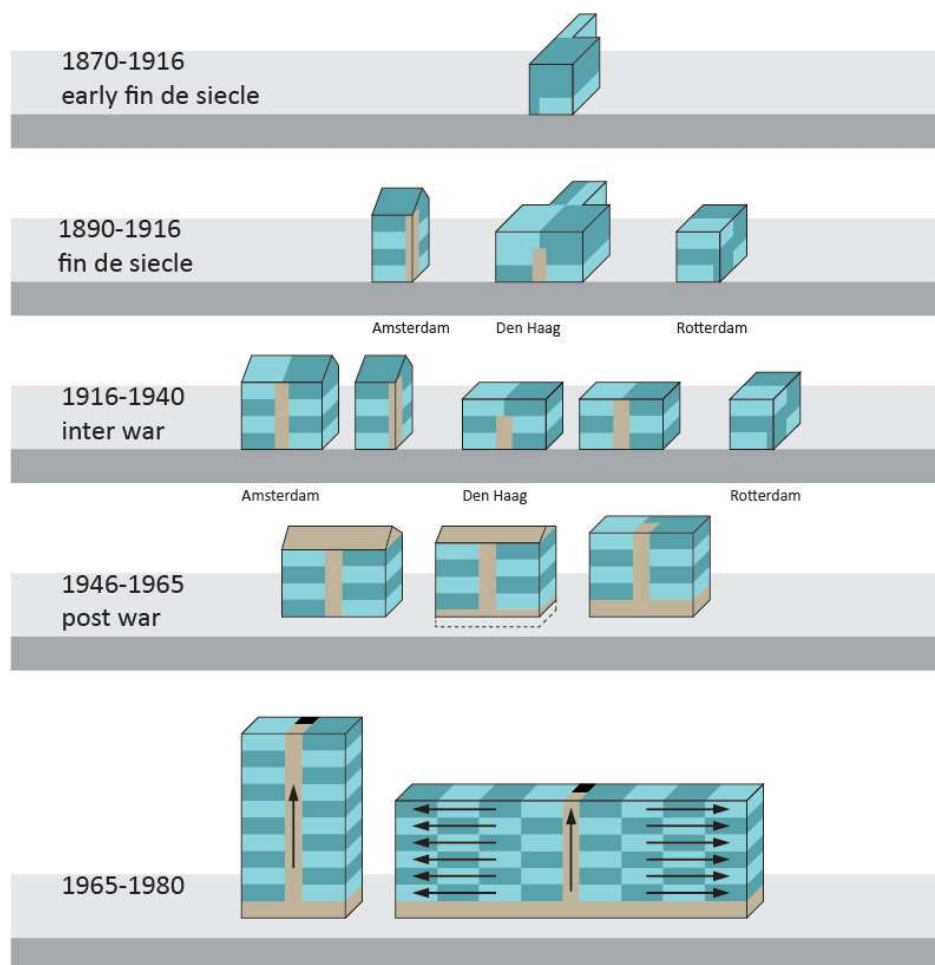 1870-1916
early fin de siecle
1890-1916
fin de siecle
Amsterdam
Den Haag
Rotterdam
1916-1940
inter war
Amsterdam
Den Haag
Rotterdam
1946-1965
post war
1965-1980